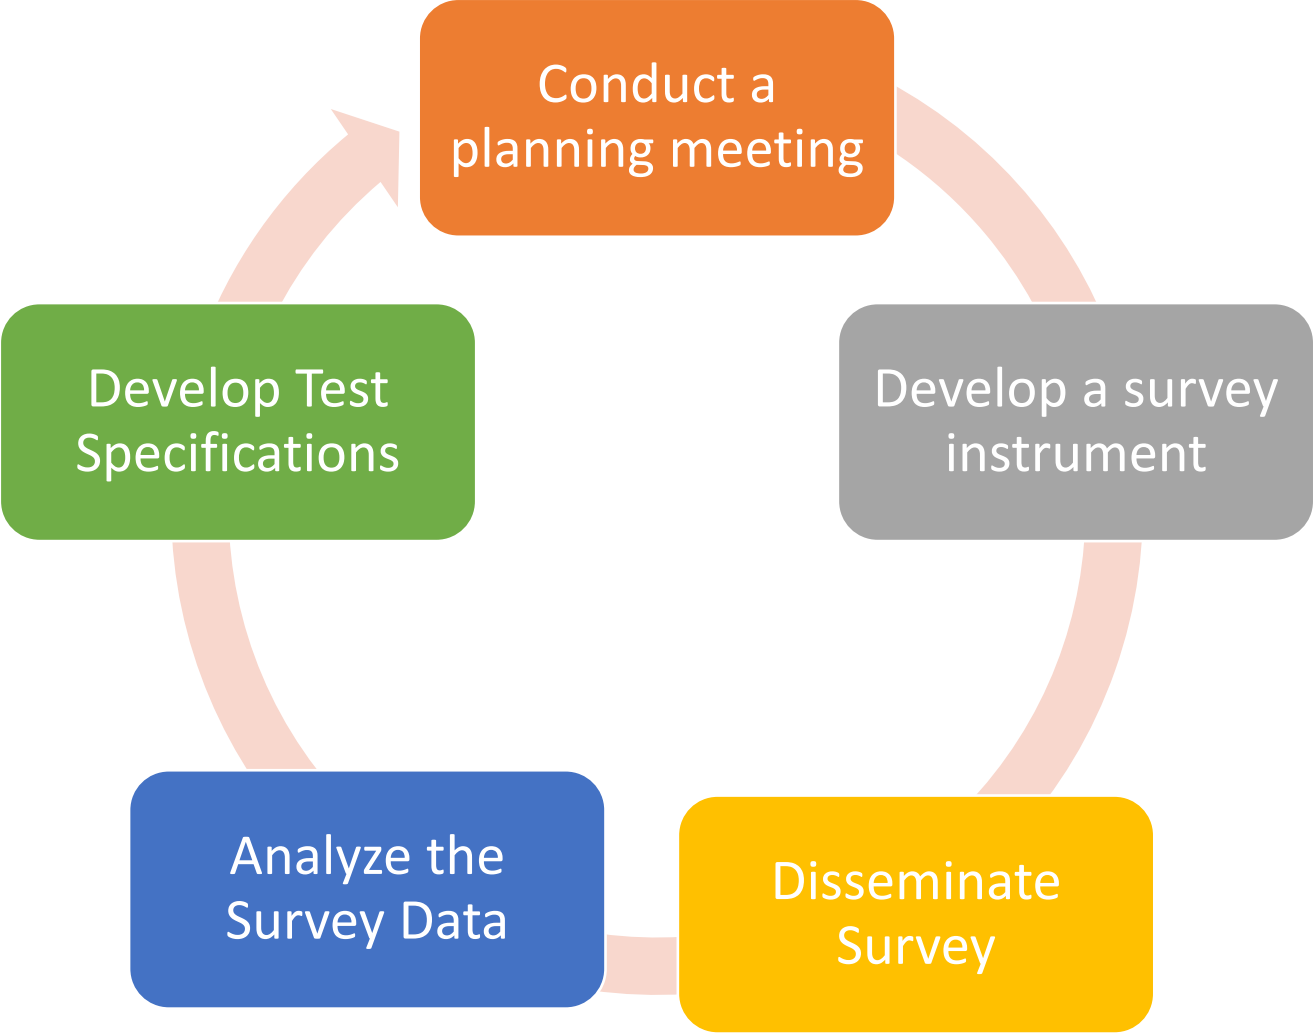 Conduct a
planning meeting
Develop a survey
instrument
Disseminate
Survey
Analyze the
Survey Data
Develop Test
Specifications